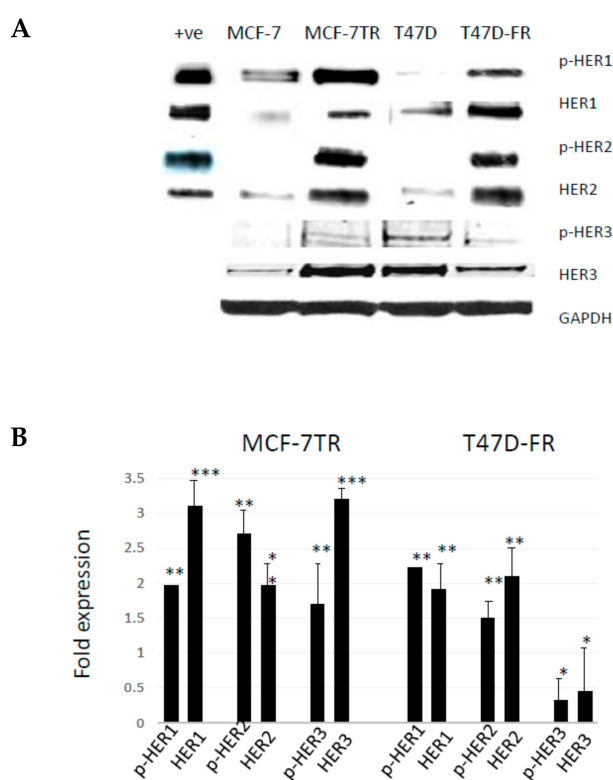 A
+ve MCF-7 MCF-7TR T47D T47D-FR
p-HER1
HER1
p-HER2
HER2
p-HER3
HER3
GAPDH
B
MCF-7TR T47D-FR
Fold expression
3.5
3
2.5
2
1.5
1
0.5
0
** *** ** ** ** *** ** ** ** ** * *
p-HER1 HER1 p-HER2 HER2 p-HER3 HER3 p-HER1 HER1 p-HER2 HER2 p-HER3 HER3